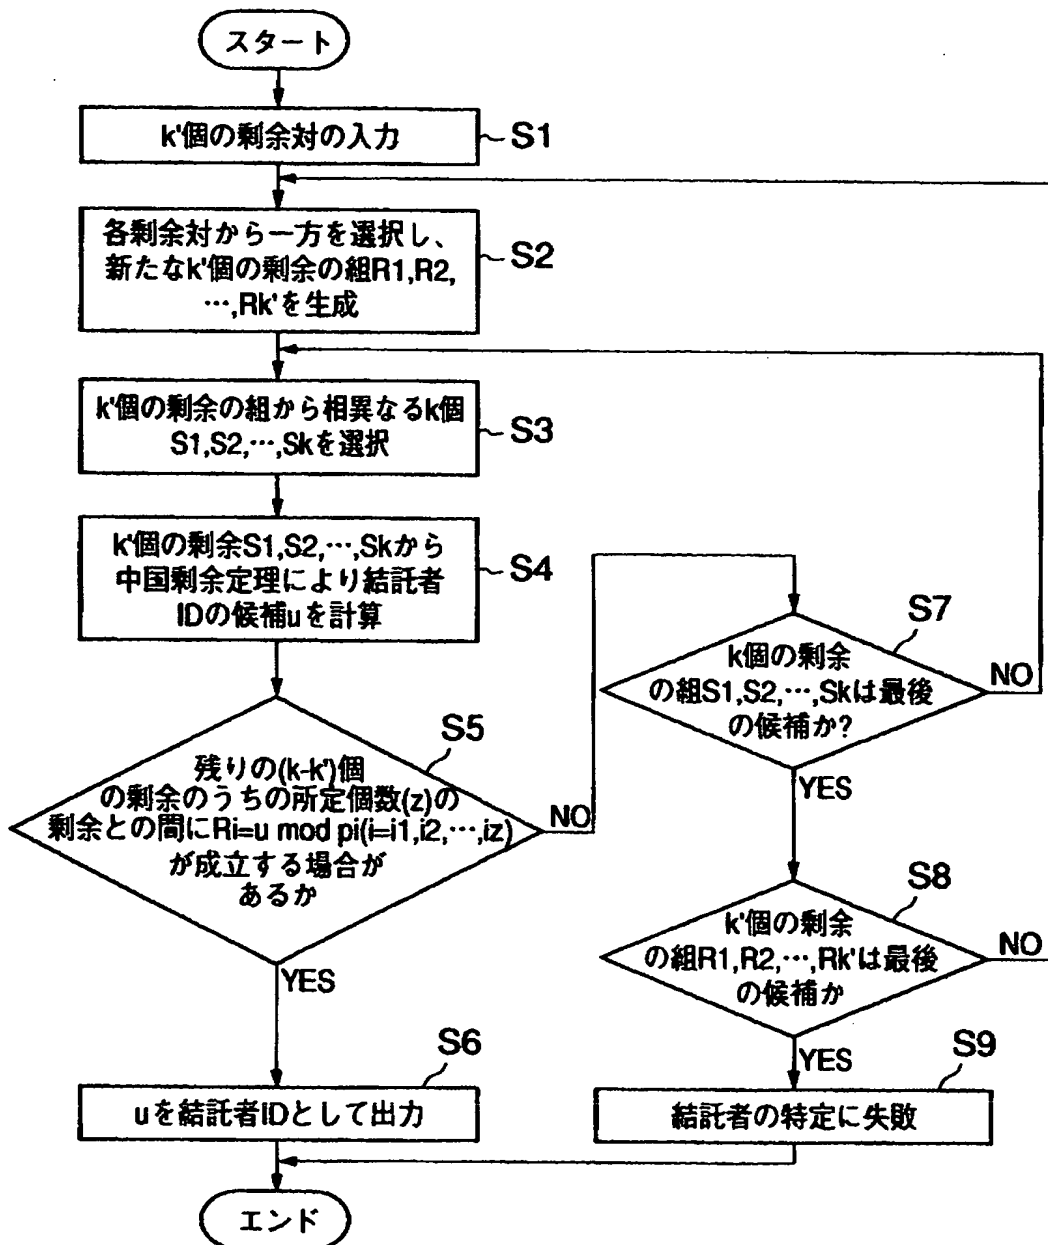 スタート
k'個の剰余対の入力
S1
各剰余対から一方を選択し、
新たなk'個の剰余の組R1,R2,
…,Rk'を生成
S2
k'個の剰余の組から相異なるk個
S1,S2,…,Skを選択
S3
k'個の剰余S1,S2,…,Skから
中国剰余定理により結託者
IDの候補uを計算
S4
残りの(k-k')個
の剰余のうちの所定個数(z)の
剰余との間にRi=u mod pi(i=i1,i2,…,iz)
が成立する場合が
あるか
S5
NO
YES
uを結託者IDとして出力
S6
k個の剰余
の組S1,S2,…,Skは最後
の候補か?
S7
NO
YES
k'個の剰余
の組R1,R2,…,Rk'は最後
の候補か
S8
NO
YES
結託者の特定に失敗
S9
エンド